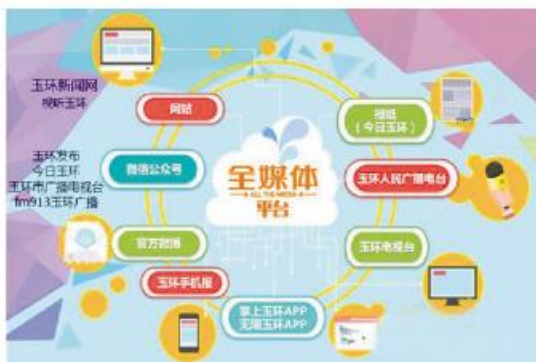 玉环新闻网
视听玉环
网站
报纸
(今日玉环)
玉环发布
今日玉环
玉环市广播电视台
fm913玉环广播
微信公众号
全媒体
ALL THE MEDIA
平台
玉环人民广播电台
官方微博
玉环电视台
玉环手机报
掌上玉环APP
无限玉环APP